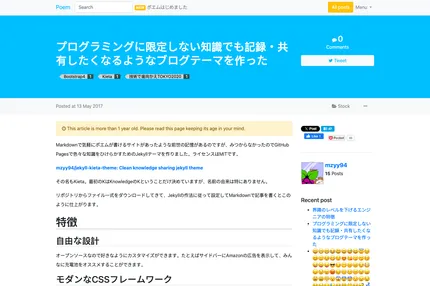 Poem
Search
NEW ポエムはじめました
All posts
Menu
プログラミングに限定しない知識でも記録・共
有したくなるようなブログテーマを作った
Bootstrap4 1 Kieta 1 技術で後付かえTOKYO2020 1
0
Comments
Tweet
Posted at 13 May 2017
Stock
This article is more than 1 year old. Please read this page keeping its age in your mind.
Markdownで気軽にポエムが書けるサイトがあったような前世の記憶があるのですが、みつからなかったのでGitHub
Pagesで色々な知識をひけらかすためのJekyllテーマを作りました。ライセンスはMITです。
mzyy94/jekyll-kieta-theme: Clean knowledge sharing jekyll theme
その名もKieta。最初のKはKnowledgeのKということだけ決めていますが、名前の由来は特にありません。
リポジトリからファイル一式をダウンロードしてきて、Jekyllの作法に従って設定してMarkdownで記事を書くとこの
ように仕上がります。
特徴
自由な設計
オープンソースなので好きなようにカスタマイズができます。たとえばサイドバーにAmazonの広告を表示して、みん
なに充電池をオススメすることができます。
モダンなCSSフレームワーク
Post
Like 1
Pocket
mzyy94
16 Posts
Recent post
界隈のレベルを下げるエンジ
ニアの特徴
プログラミングに限定しない
知識でも記録・共有したくな
るようなブログテーマを作っ
た